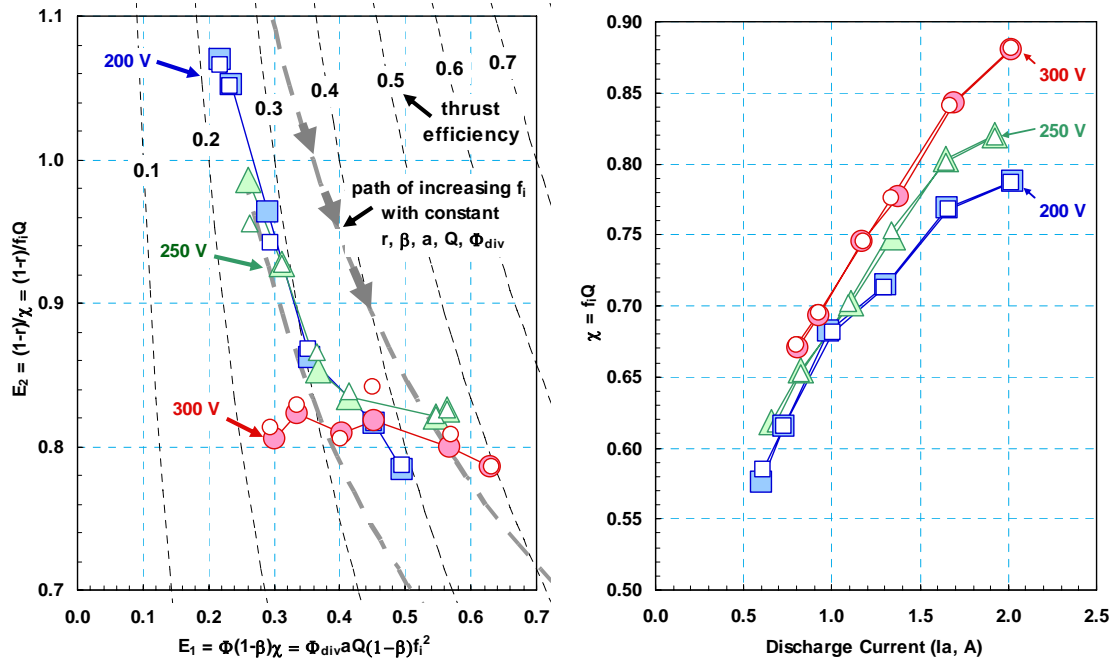 1.1
1.0
0.9
0.8
0.7
E₂ = (1-r)/χ = (1-r)/fᵢQ
200 V
250 V
300 V
0.1
0.2
0.3
0.4
0.5
0.6
0.7
thrust
efficiency
path of increasing fᵢ
with constant
r, β, a, Q, Φdiv
0.0 0.1 0.2 0.3 0.4 0.5 0.6 0.7
E₁ = Φ(1-β)χ = ΦdivaQ(1−β)fᵢ²
0.90
0.85
0.80
0.75
0.70
0.65
0.60
0.55
0.50
χ = fᵢQ
300 V
250 V
200 V
0.0 0.5 1.0 1.5 2.0 2.5
Discharge Current (Ia, A)